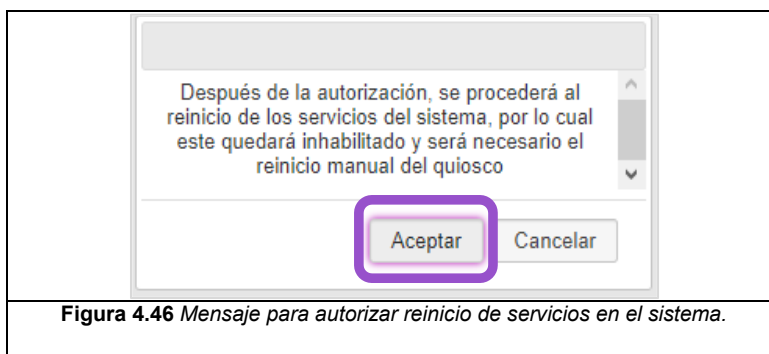 Después de la autorización, se procederá al
reinicio de los servicios del sistema, por lo cual
este quedará inhabilitado y será necesario el
reinicio manual del quiosco
Aceptar Cancelar
Figura 4.46 Mensaje para autorizar reinicio de servicios en el sistema.